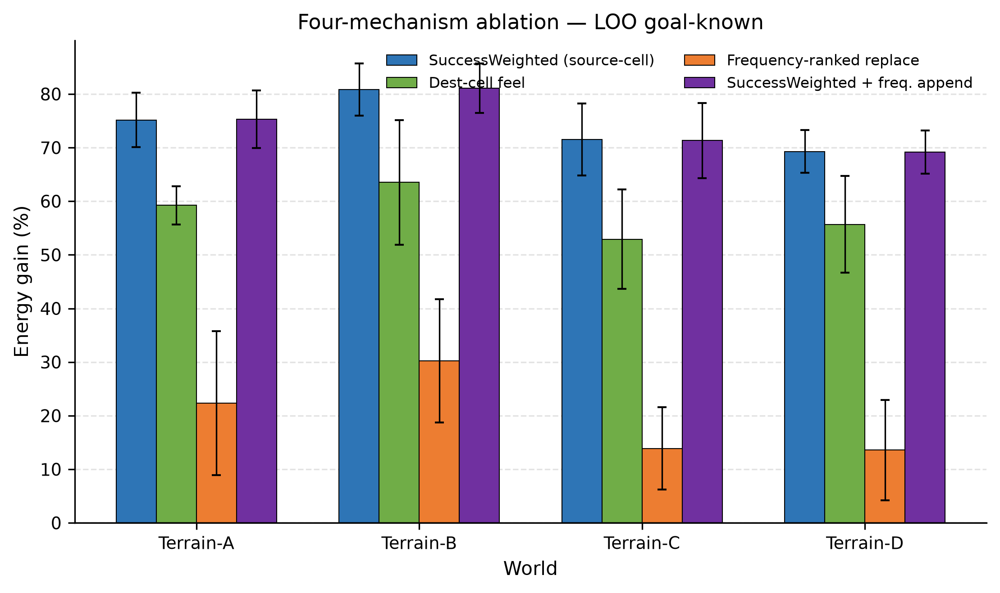 Four-mechanism ablation — LOO goal-known
SuccessWeighted (source-cell)
Dest-cell feel
Frequency-ranked replace
SuccessWeighted + freq. append
Energy gain (%)
80
70
60
50
40
30
20
10
0
Terrain-A
Terrain-B
Terrain-C
Terrain-D
World